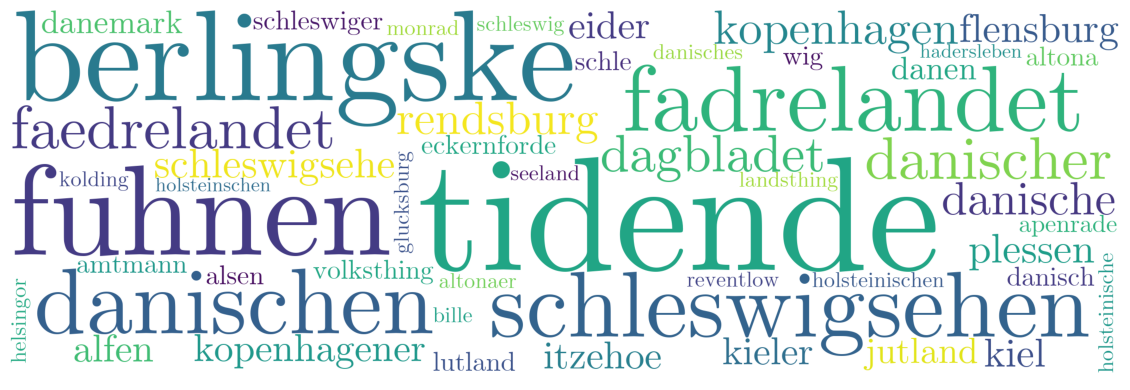 danemark
schleswiger
monrad
schleswig
eider
kopenhagen
flensburg
berlingske
schle
danisches
wig
hadersleben
altona
danen
fadrelandet
faedrelandet
rendsburg
eckernforde
dagbladet
danischer
schleswigsehe
kolding
holsteinschen
glucksburg
seeland
landsthing
danische
fuhnen
tidende
apenrade
plessen
amtmann
alsen
volksthing
altonaer
reventlow
holsteinischen
danisch
holsteinische
helsingor
danischen
bille
schleswigsehen
alfen
kopenhagener
lutland
itzehoe
kieler
jutland
kiel